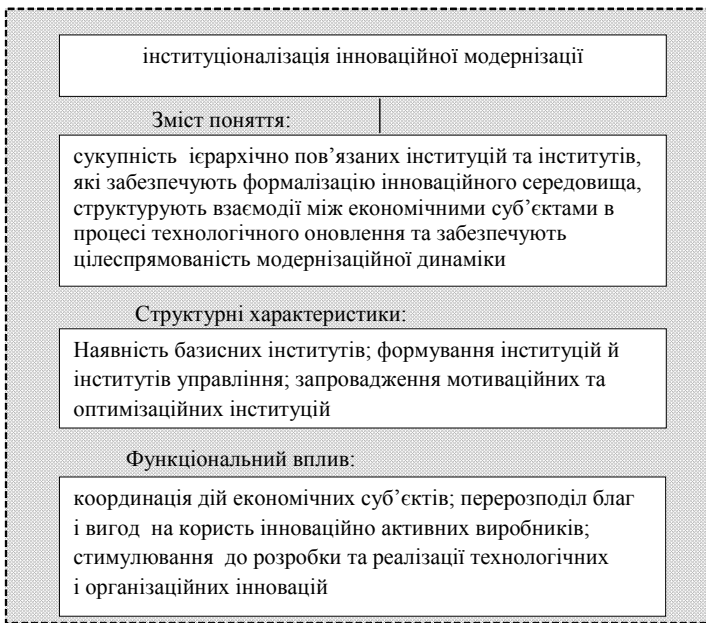 інституціоналізація інноваційної модернізації
Зміст поняття:
сукупність ієрархічно пов’язаних інституцій та інститутів,
які забезпечують формалізацію інноваційного середовища,
структурують взаємодії між економічними суб’єктами в
процесі технологічного оновлення та забезпечують
цілеспрямованість модернізаційної динаміки
Структурні характеристики:
Наявність базисних інститутів; формування інституцій й
інститутів управління; запровадження мотиваційних та
оптимізаційних інституцій
Функціональний вплив:
координація дій економічних суб’єктів; перерозподіл благ
і вигод на користь інноваційно активних виробників;
стимулювання до розробки та реалізації технологічних
і організаційних інновацій